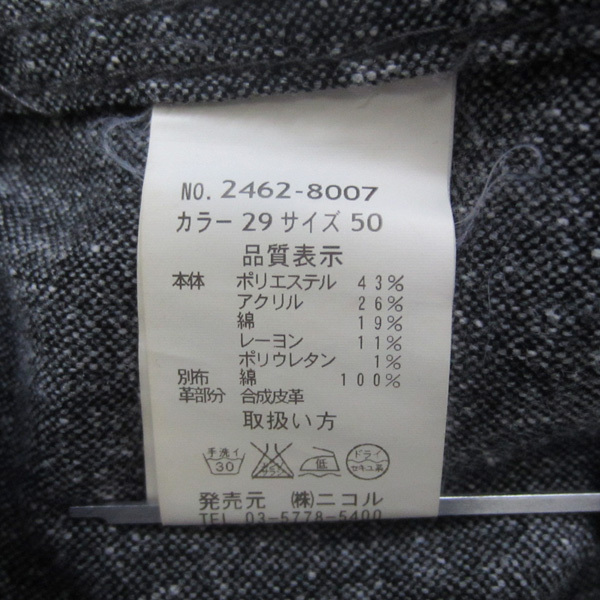 NO. 2462-8007
カラー 29 サイズ 50
品質表示
本体 ポリエステル 43%
アクリル 26%
綿 19%
レーヨン 11%
ポリウレタン 1%
別布 綿 100%
革部分 合成皮革
取扱い方
手洗イ 30 低 ドライ セキユ系
発売元 (株)ニコル
TEL 03-5778-5400